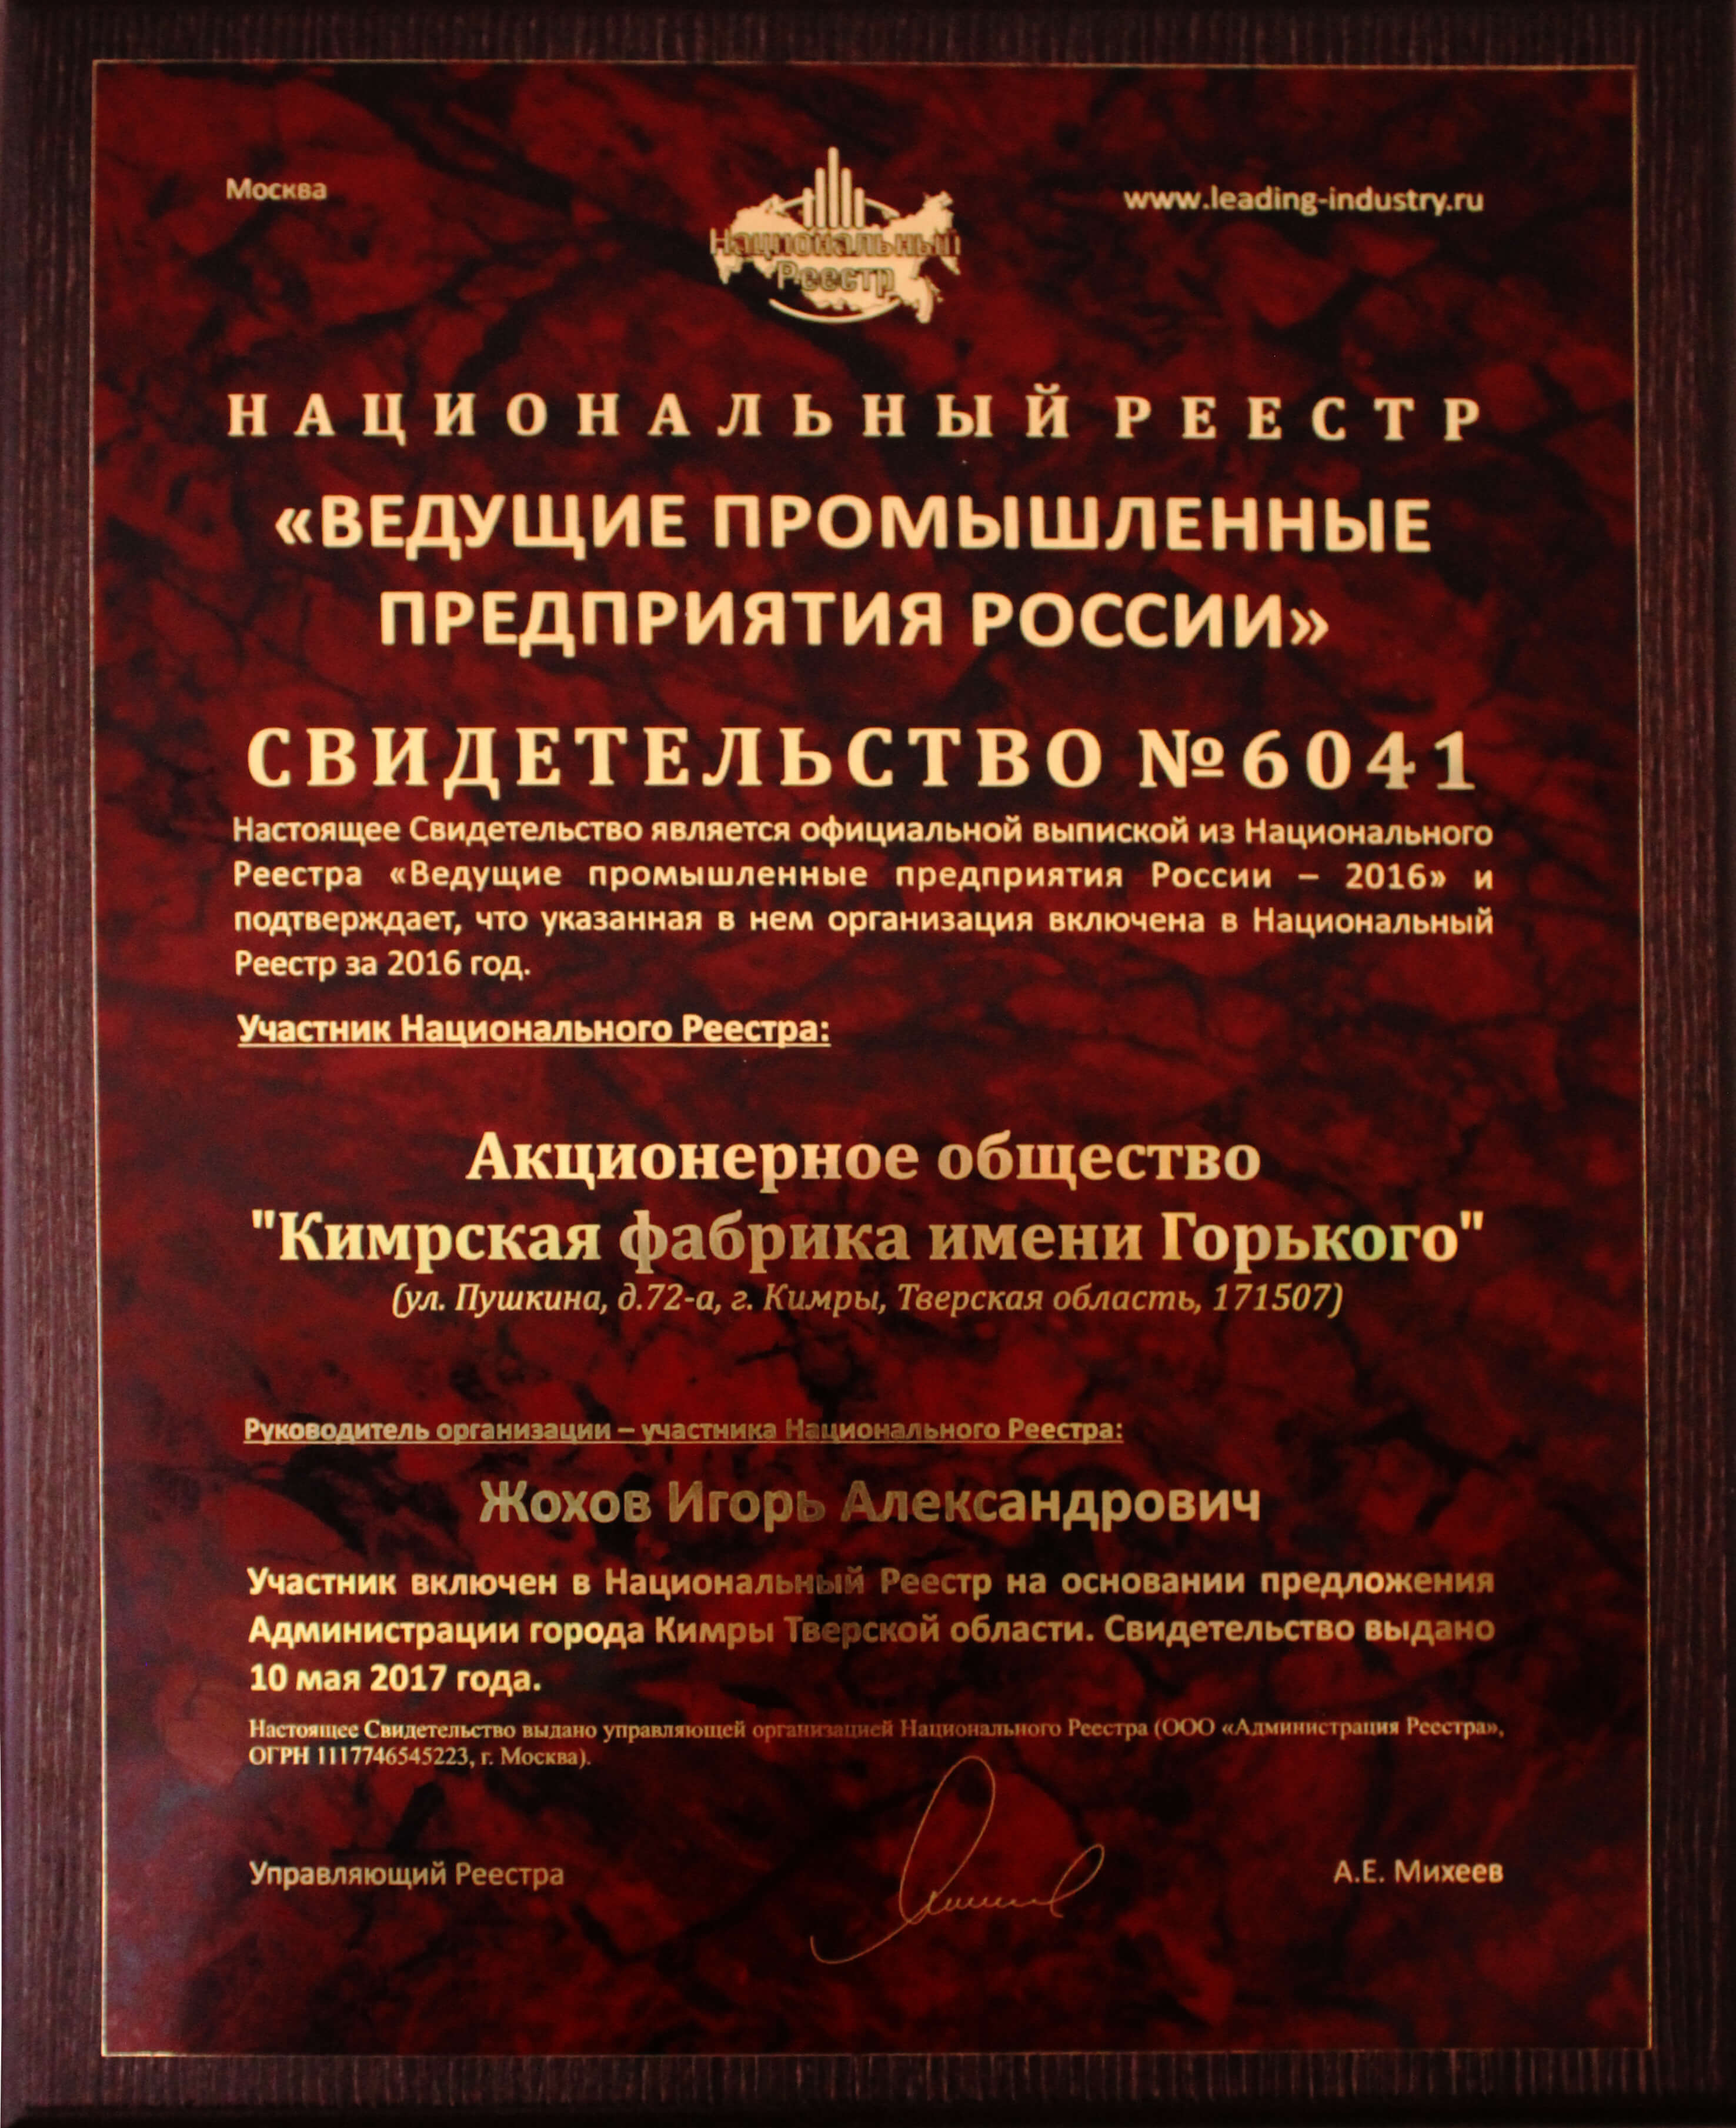 Москва
www.leading-industry.ru
Национальный
Реестр
НАЦИОНАЛЬНЫЙ РЕЕСТР
«ВЕДУЩИЕ ПРОМЫШЛЕННЫЕ
ПРЕДПРИЯТИЯ РОССИИ»
СВИДЕТЕЛЬСТВО №6041
Настоящее Свидетельство является официальной выпиской из Национального
Реестра «Ведущие промышленные предприятия России – 2016» и
подтверждает, что указанная в нем организация включена в Национальный
Реестр за 2016 год.
Участник Национального Реестра:
Акционерное общество
"Кимрская фабрика имени Горького"
(ул. Пушкина, д.72-а, г. Кимры, Тверская область, 171507)
Руководитель организации – участника Национального Реестра:
Жохов Игорь Александрович
Участник включен в Национальный Реестр на основании предложения
Администрации города Кимры Тверской области. Свидетельство выдано
10 мая 2017 года.
Настоящее Свидетельство выдано управляющей организацией Национального Реестра (ООО «Администрация Реестра»,
ОГРН 1117746545223, г. Москва).
Управляющий Реестра
А.Е. Михеев